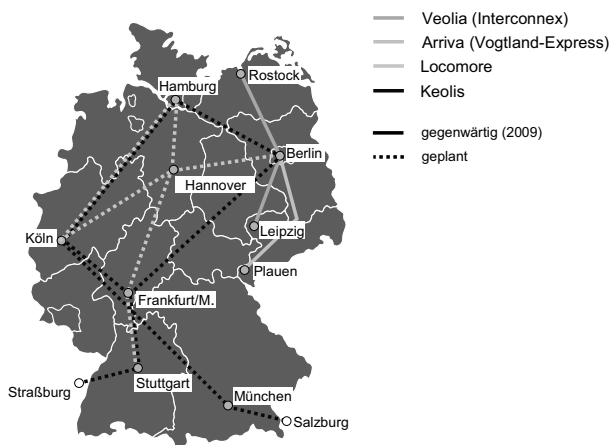 Veolia (Interconnex)
Arriva (Vogtland-Express)
Locomore
Keolis
gegenwärtig (2009)
geplant
Rostock
Hamburg
Berlin
Hannover
Leipzig
Köln
Plauen
Frankfurt/M.
Stuttgart
Straßburg
München
Salzburg